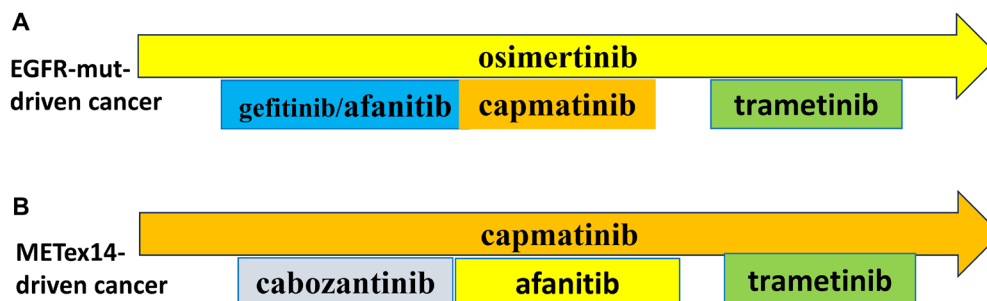 A
EGFR-mut-
driven cancer
osimertinib
gefitinib/afanitib
capmatinib
trametinib
B
METex14-
driven cancer
capmatinib
cabozantinib
afanitib
trametinib